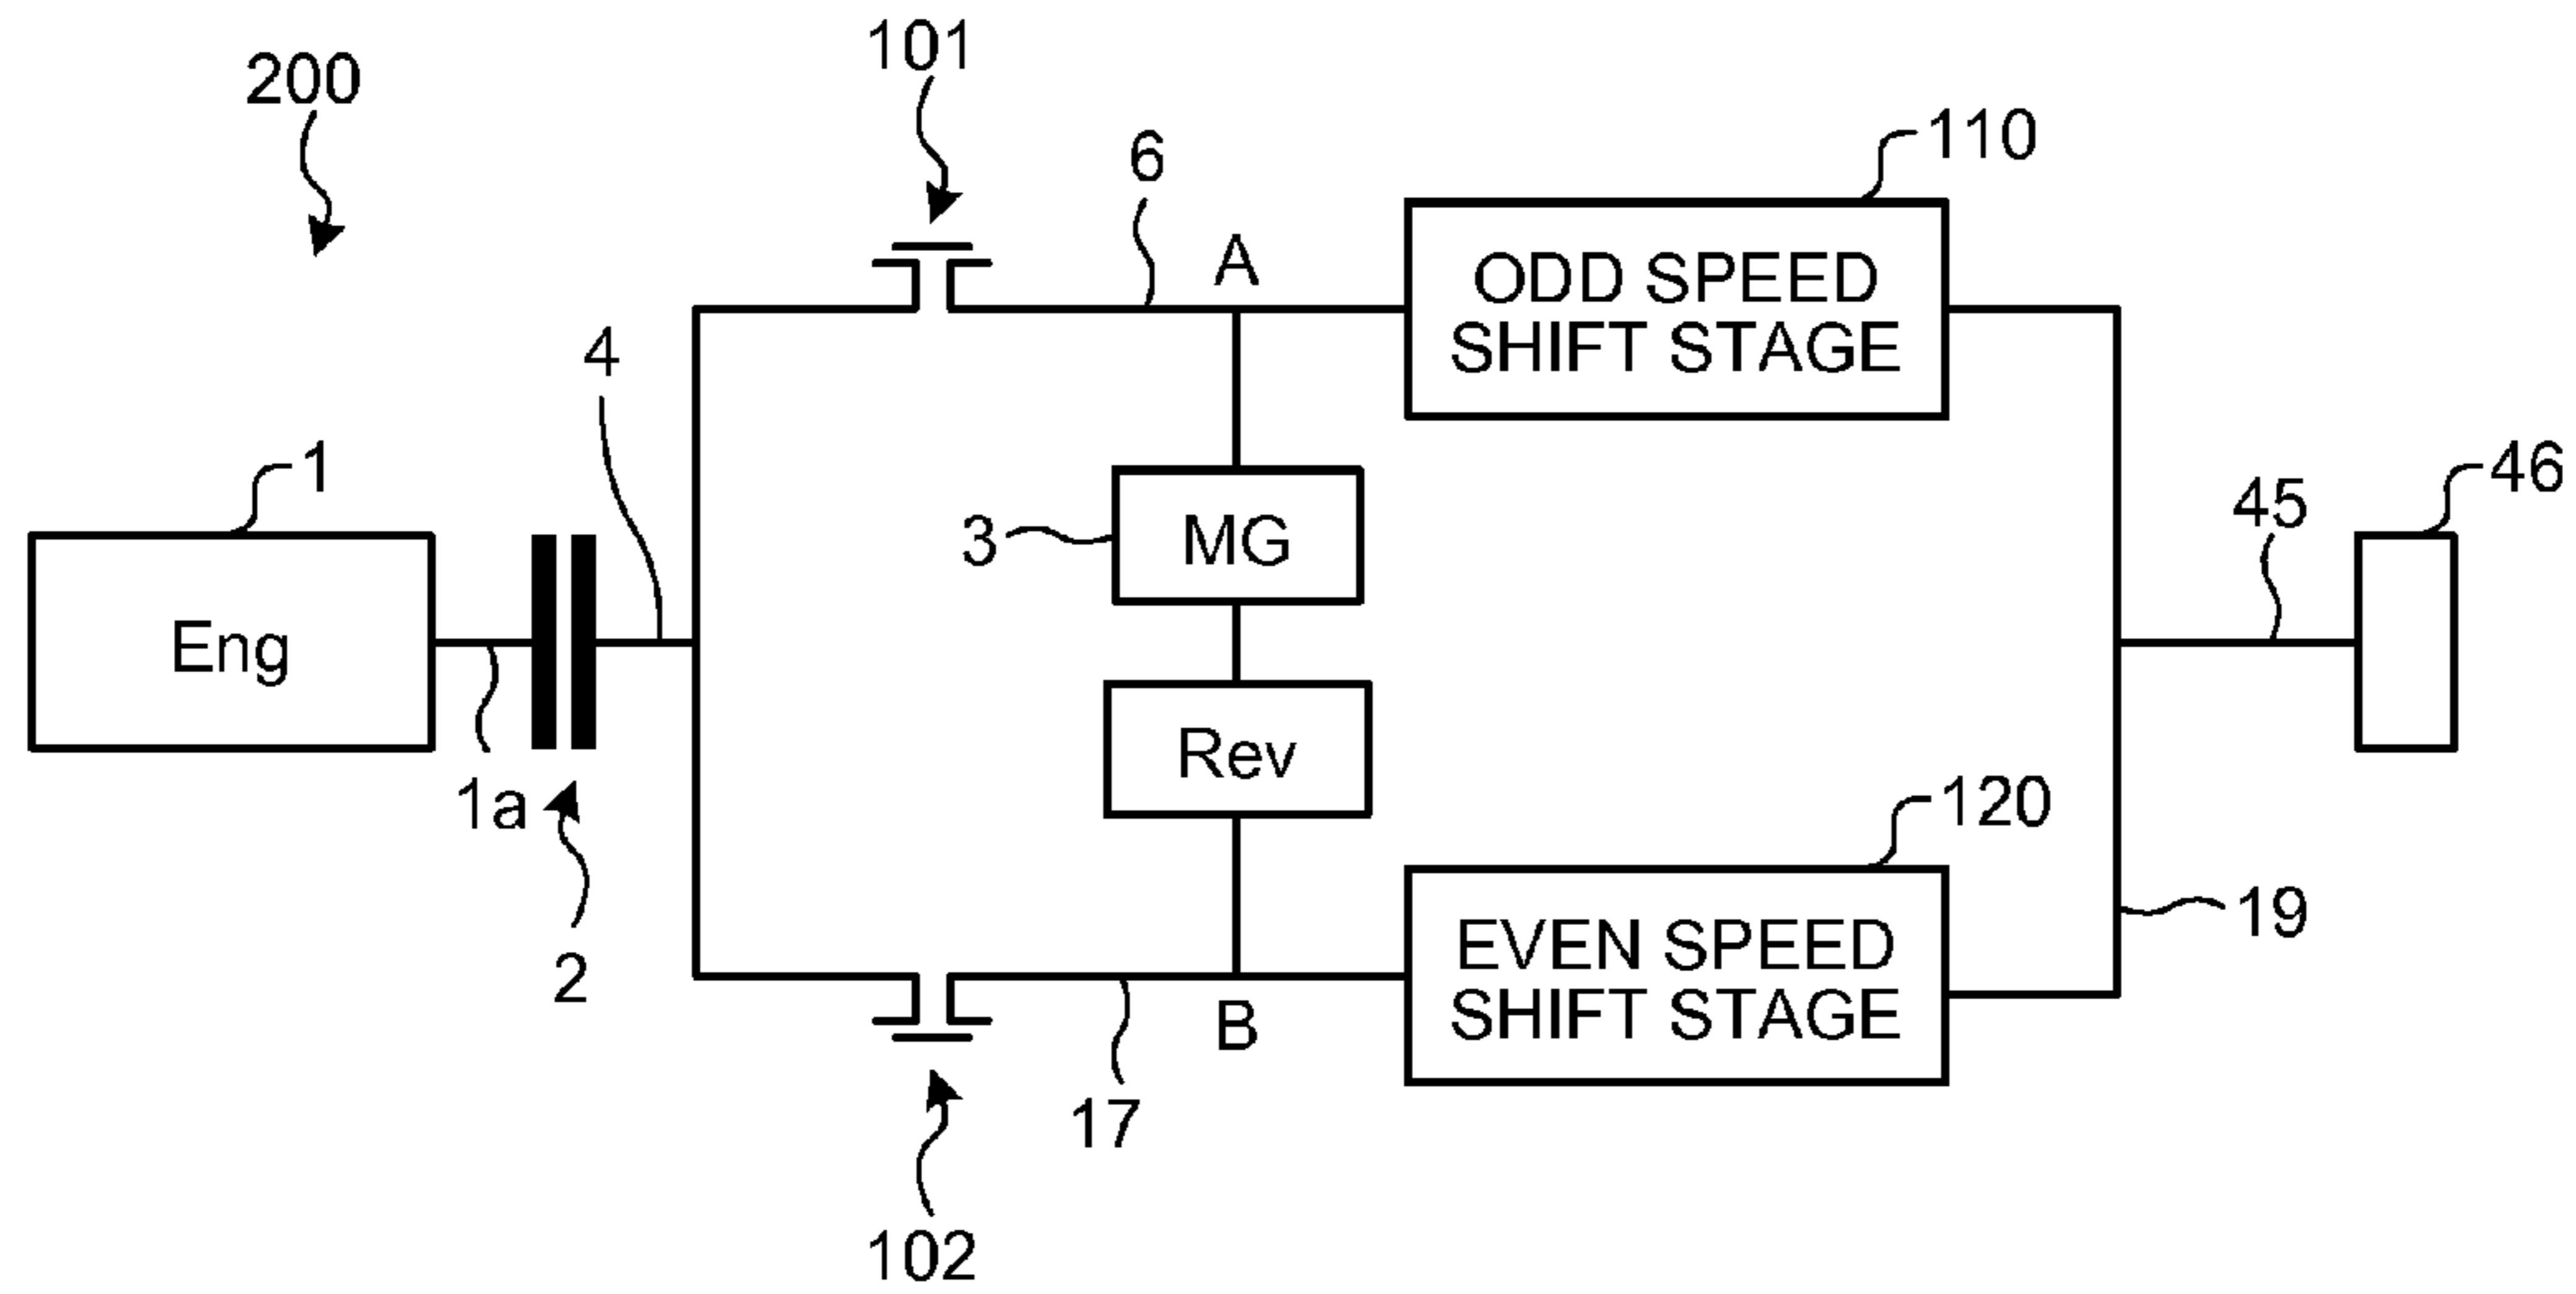 200
101
6
A
110
ODD SPEED
SHIFT STAGE
4
1
Eng
1a
2
3
MG
Rev
45
46
120
EVEN SPEED
SHIFT STAGE
19
B
17
102